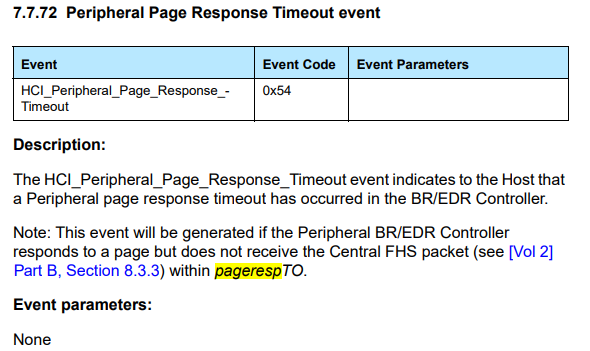 7.7.72 Peripheral Page Response Timeout event
Event Event Code Event Parameters
HCI_Peripheral_Page_Response_- 0x54
Timeout
Description:
The HCI_Peripheral_Page_Response_Timeout event indicates to the Host that
a Peripheral page response timeout has occurred in the BR/EDR Controller.
Note: This event will be generated if the Peripheral BR/EDR Controller
responds to a page but does not receive the Central FHS packet (see [Vol 2]
Part B, Section 8.3.3) within pagerespTO.
Event parameters:
None